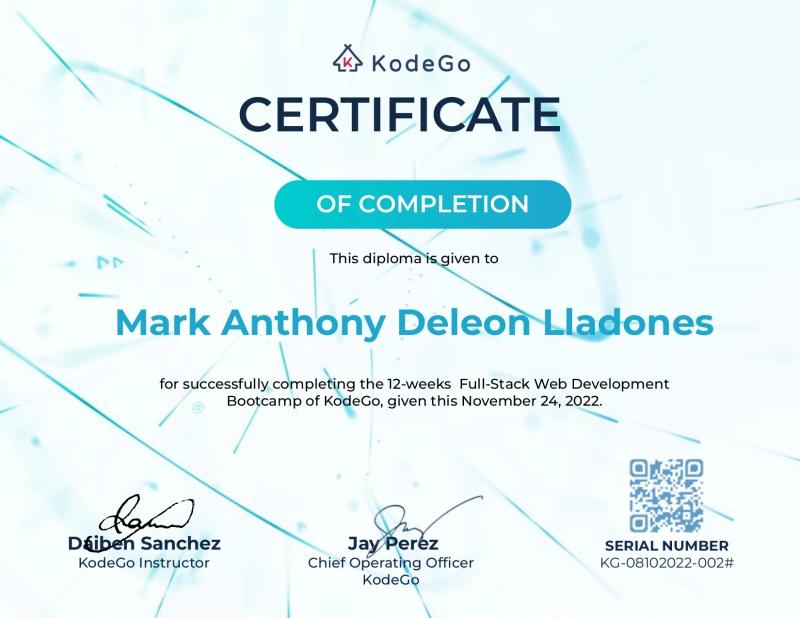 KodeGo
CERTIFICATE
OF COMPLETION
This diploma is given to
Mark Anthony Deleon Lladones
for successfully completing the 12-weeks Full-Stack Web Development
Bootcamp of KodeGo, given this November 24, 2022.
Daiben Sanchez
KodeGo Instructor
Jay Perez
Chief Operating Officer
KodeGo
SERIAL NUMBER
KG-08102022-002#